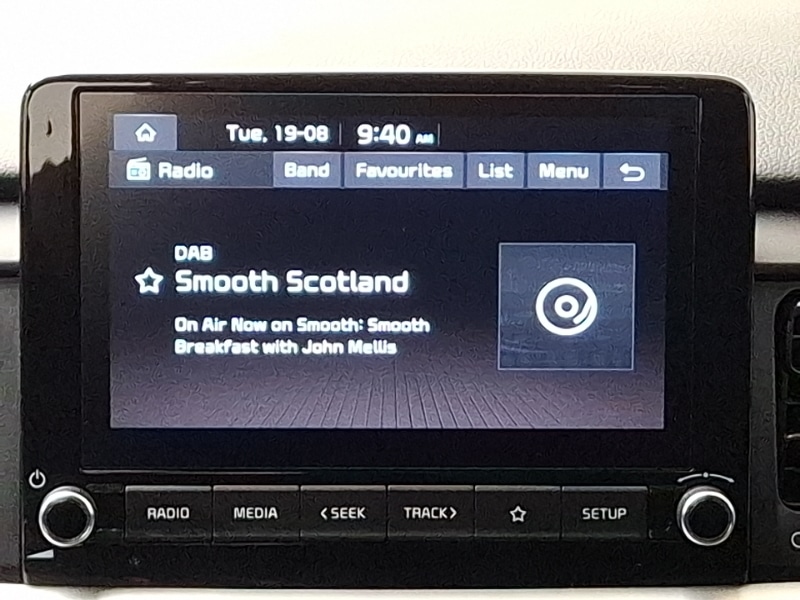 Tue, 19-08 9:40 AM
Radio Band Favourites List Menu
DAB
Smooth Scotland
On Air Now on Smooth: Smooth
Breakfast with John Mellis
RADIO MEDIA < SEEK TRACK > SETUP